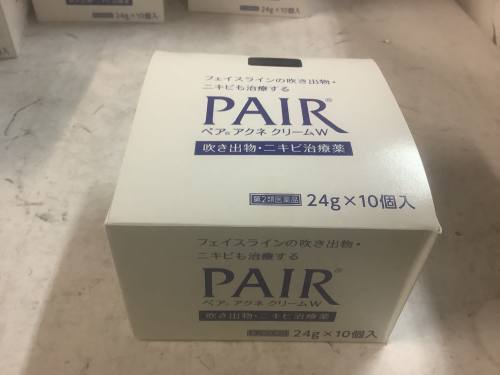 24g×10個入
24g×10個入
フェイスラインの吹き出物・
ニキビも治療する
PAIR®
ペア® アクネ クリームW
吹き出物・ニキビ治療薬
第2類医薬品 24g×10個入
フェイスラインの吹き出物・
ニキビも治療する
PAIR®
ペア® アクネ クリームW
吹き出物・ニキビ治療薬
24g×10個入